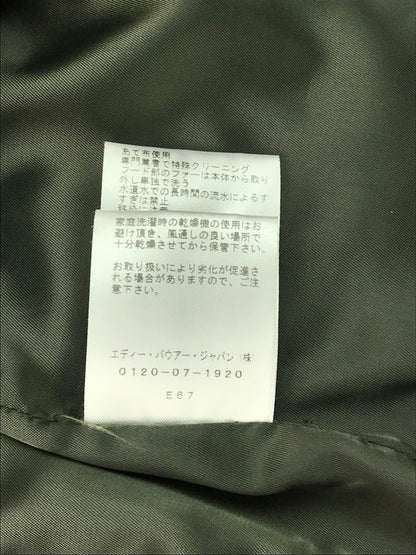 あて布使用
専門業者で特殊クリーニング
フード部のファーは本体から取り
外し単独で洗う
水道水での長時間の流水によるす
すぎは禁止
移染に注意
家庭洗濯時の乾燥機の使用はお
避け頂き、風通しの良い場所で
十分乾燥させてから保管下さい。
お取り扱いにより劣化が促進さ
れる場合がありますので、ご注
意下さい。
エディー・バウアー・ジャパン（株）
0120-07-1920
E67